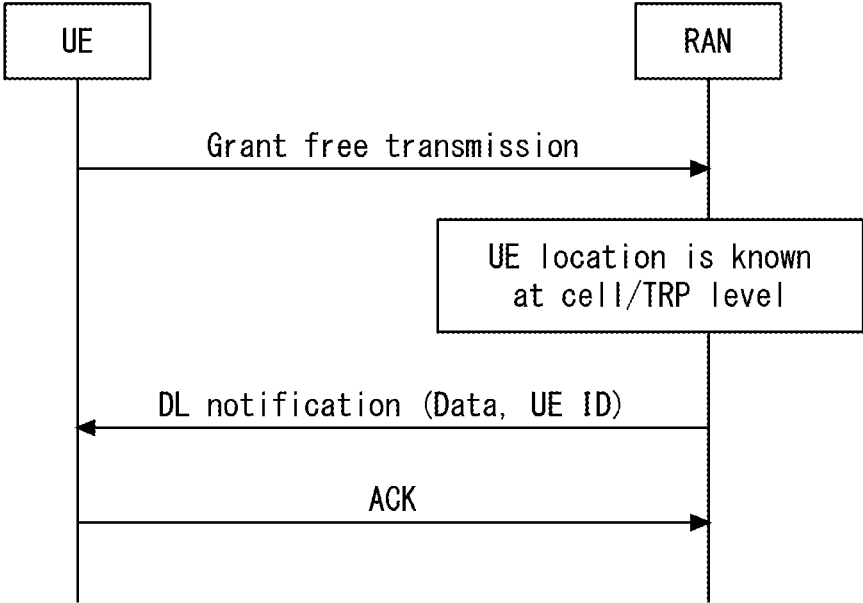 UE
RAN
Grant free transmission
UE location is known
at cell/TRP level
DL notification (Data, UE ID)
ACK